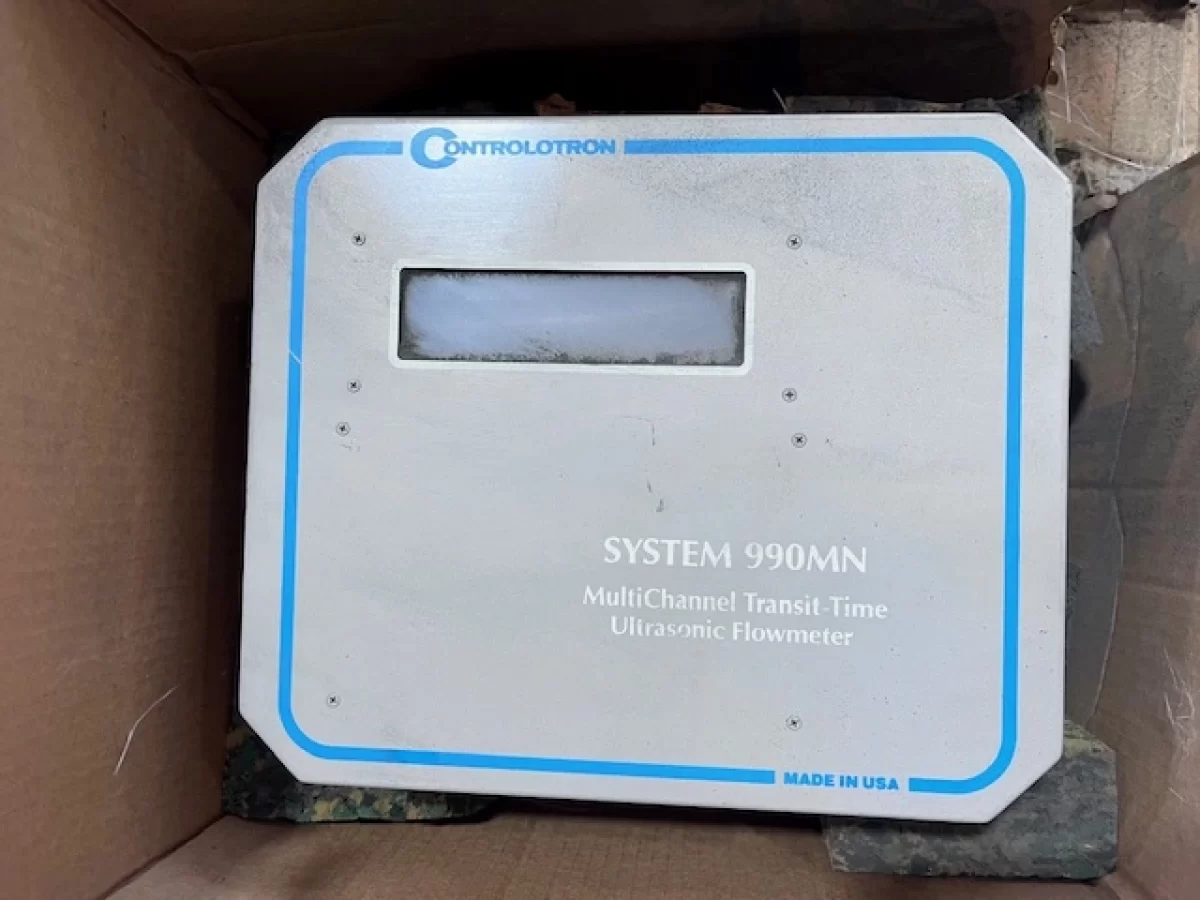 CONTROLOTRON
SYSTEM 990MN
MultiChannel Transit-Time
Ultrasonic Flowmeter
MADE IN USA